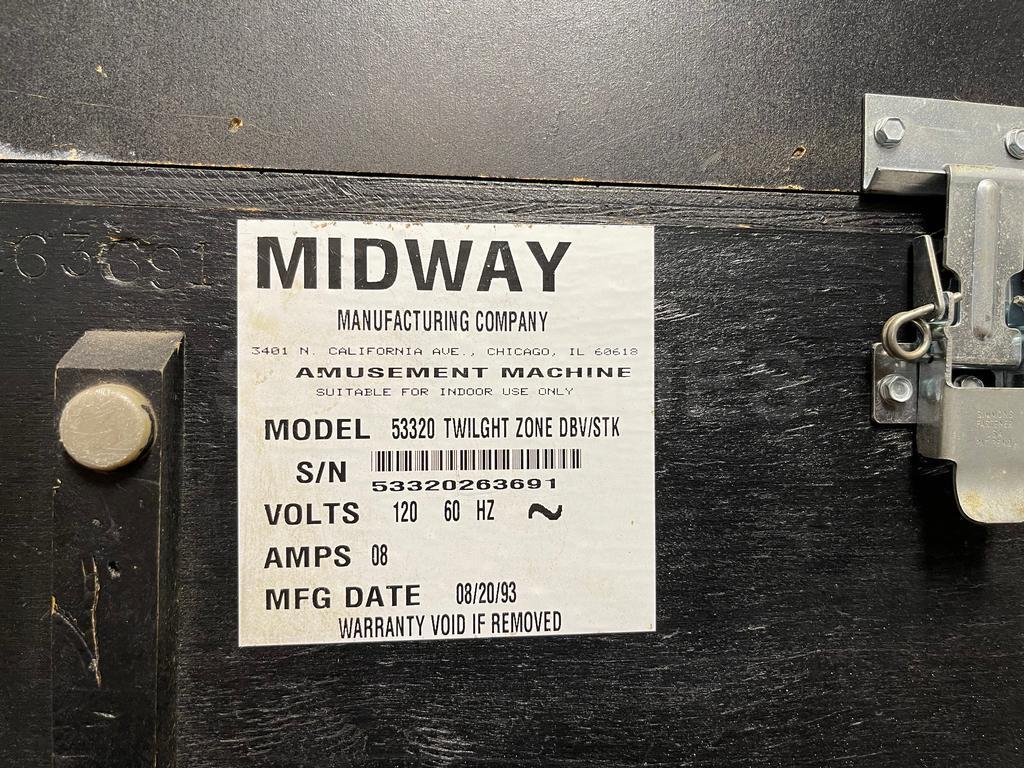 63691
MIDWAY
MANUFACTURING COMPANY
3401 N. CALIFORNIA AVE., CHICAGO, IL 60618
AMUSEMENT MACHINE
SUITABLE FOR INDOOR USE ONLY
MODEL 53320 TWILGHT ZONE DBV/STK
S/N 53320263691
VOLTS 120 60 HZ ~
AMPS 08
MFG DATE 08/20/93
WARRANTY VOID IF REMOVED
SIMMONS
FASTENER